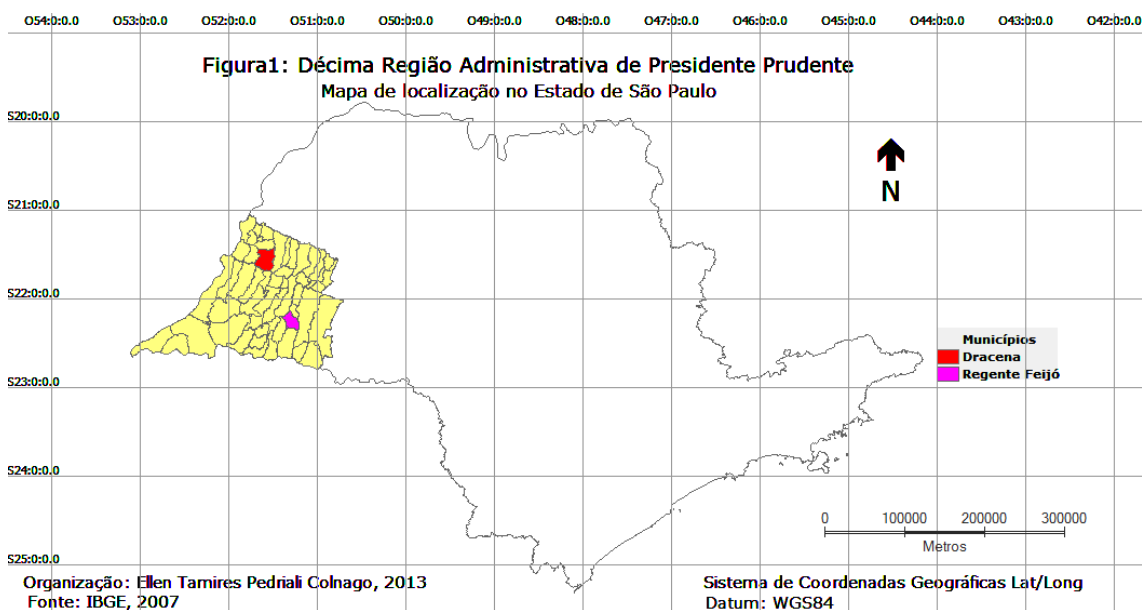 O54:0:0.0 O53:0:0.0 O52:0:0.0 O51:0:0.0 O50:0:0.0 O49:0:0.0 O48:0:0.0 O47:0:0.0 O46:0:0.0 O45:0:0.0 O44:0:0.0 O43:0:0.0 O42:0:0.0
Figura1: Décima Região Administrativa de Presidente Prudente
Mapa de localização no Estado de São Paulo
S20:0:0.0
N
S21:0:0.0
S22:0:0.0
Municípios
Dracena
Regente Feijó
S23:0:0.0
S24:0:0.0
0 100000 200000 300000
Metros
S25:0:0.0
Organização: Ellen Tamires Pedriali Colnago, 2013
Fonte: IBGE, 2007
Sistema de Coordenadas Geográficas Lat/Long
Datum: WGS84